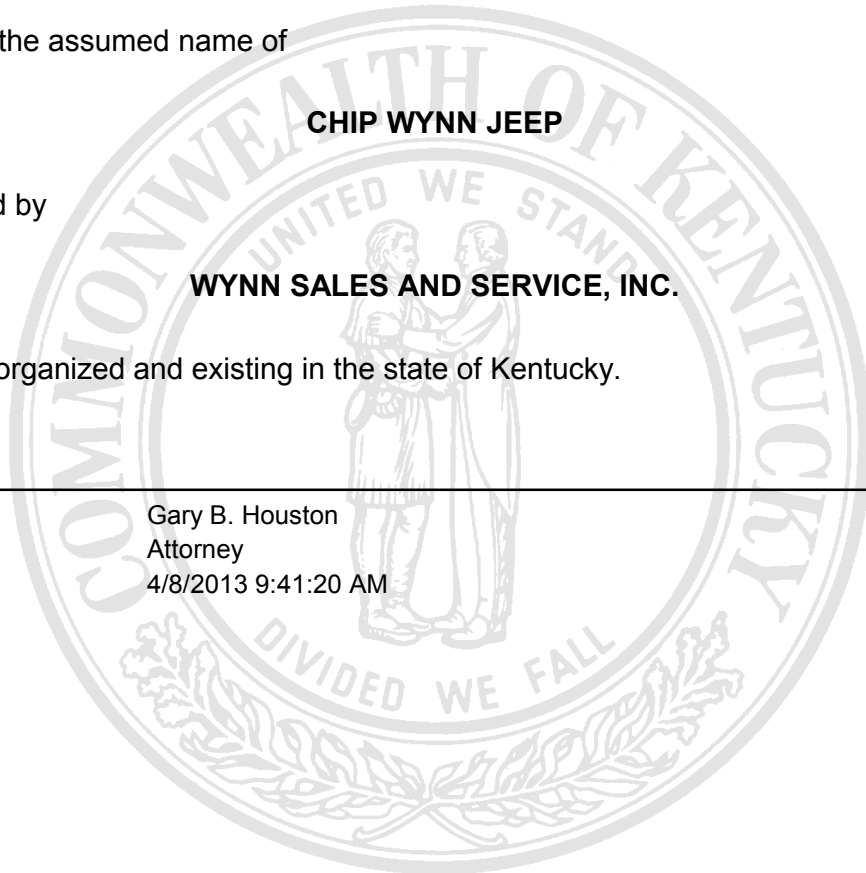 the assumed name of
CHIP WYNN JEEP
d by
WYNN SALES AND SERVICE, INC.
organized and existing in the state of Kentucky.
Gary B. Houston
Attorney
4/8/2013 9:41:20 AM
COMMONWEALTH OF KENTUCKY
UNITED WE STAND
DIVIDED WE FALL